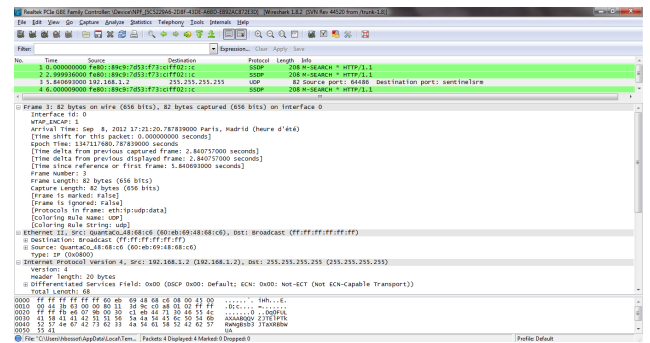 Realtek PCIe GBE Family Controller: \Device\NPF_{5C5229A6-2D8F-43DE-A66D-EB92AC872E3D} [Wireshark 1.8.2 (SVN Rev 44520 from /trunk-1.8)]
File Edit View Go Capture Analyze Statistics Telephony Tools Internals Help
Filter: Expression... Clear Apply Save
No. Time Source Destination Protocol Length Info
1 0.000000000 fe80::89c9:7d53:f73:c1ff02::c SSDP 208 M-SEARCH * HTTP/1.1
2 2.999936000 fe80::89c9:7d53:f73:c1ff02::c SSDP 208 M-SEARCH * HTTP/1.1
3 5.840693000 192.168.1.2 255.255.255.255 UDP 82 Source port: 64486 Destination port: sentinelsrm
4 6.000009000 fe80::89c9:7d53:f73:c1ff02::c SSDP 208 M-SEARCH * HTTP/1.1
Frame 3: 82 bytes on wire (656 bits), 82 bytes captured (656 bits) on interface 0
Interface id: 0
WTAP_ENCAP: 1
Arrival Time: Sep 8, 2012 17:21:20.787839000 Paris, Madrid (heure d'été)
[Time shift for this packet: 0.000000000 seconds]
Epoch Time: 1347117680.787839000 seconds
[Time delta from previous captured frame: 2.840757000 seconds]
[Time delta from previous displayed frame: 2.840757000 seconds]
[Time since reference or first frame: 5.840693000 seconds]
Frame Number: 3
Frame Length: 82 bytes (656 bits)
Capture Length: 82 bytes (656 bits)
[Frame is marked: False]
[Frame is ignored: False]
[Protocols in frame: eth:ip:udp:data]
[Coloring Rule Name: UDP]
[Coloring Rule String: udp]
Ethernet II, Src: QuantaCo_48:68:c6 (60:eb:69:48:68:c6), Dst: Broadcast (ff:ff:ff:ff:ff:ff)
Destination: Broadcast (ff:ff:ff:ff:ff:ff)
Source: QuantaCo_48:68:c6 (60:eb:69:48:68:c6)
Type: IP (0x0800)
Internet Protocol Version 4, Src: 192.168.1.2 (192.168.1.2), Dst: 255.255.255.255 (255.255.255.255)
Version: 4
Header length: 20 bytes
Differentiated Services Field: 0x00 (DSCP 0x00: Default; ECN: 0x00: Not-ECT (Not ECN-Capable Transport))
Total Length: 68
0000 ff ff ff ff ff ff 60 eb 69 48 68 c6 08 00 45 00 ......`. iHh...E.
0010 00 44 3b 63 00 00 80 11 3d 9c c0 a8 01 02 ff ff .D;c.... =.......
0020 ff ff fb e6 07 9b 00 30 c1 eb 44 71 30 46 55 4c .......0 ..Dq0FUL
0030 41 58 41 41 42 51 51 56 5a 4a 54 45 6c 50 54 6b AXAABQQV ZJTElPTk
0040 52 57 4e 67 42 73 62 33 4a 54 61 58 52 62 42 62 57 RWNgBsb3 JTaXRbbW
0050 55 41 UA
File: "C:\Users\hbossot\AppData\Local\Tem... Packets: 4 Displayed: 4 Marked: 0 Dropped: 0 Profile: Default